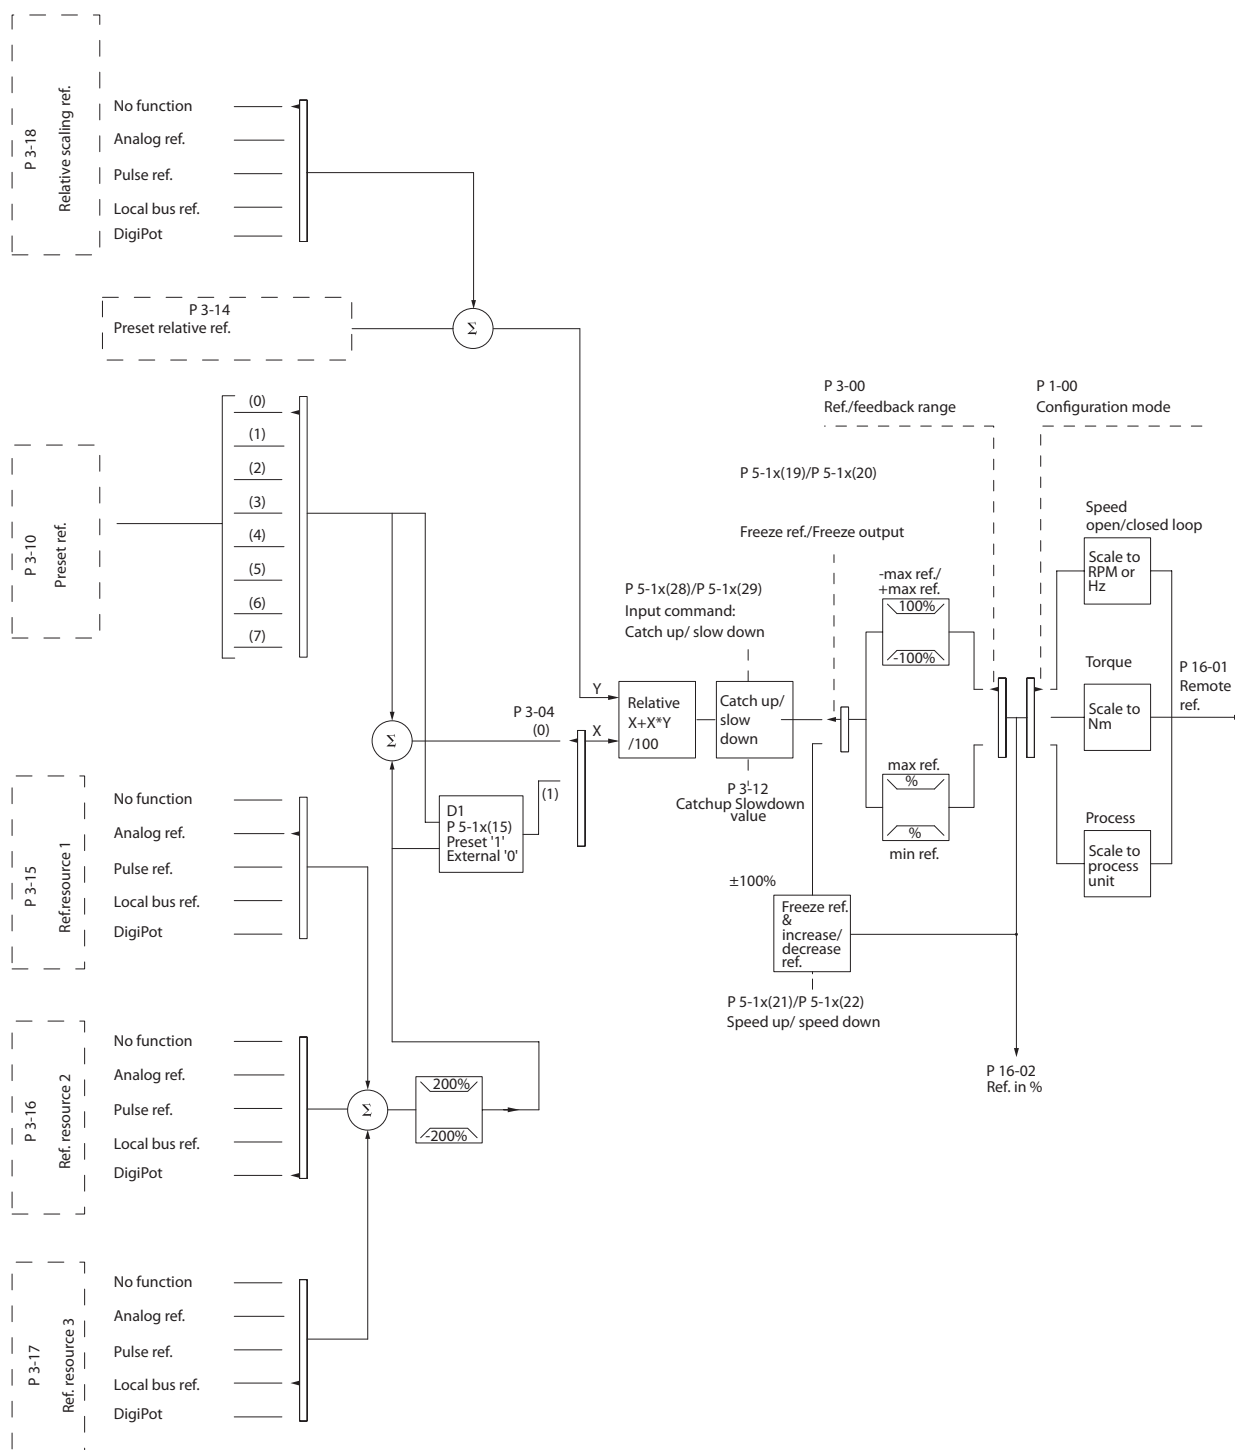 P 3-18
Relative scaling ref.
No function
Analog ref.
Pulse ref.
Local bus ref.
DigiPot
P 3-14
Preset relative ref.
Σ
P 3-10
Preset ref.
(0)
(1)
(2)
(3)
(4)
(5)
(6)
(7)
Σ
P 3-04
(0)
(1)
D1
P 5-1x(15)
Preset '1'
External '0'
Y
X
Relative
X+X*Y
/100
P 5-1x(28)/P 5-1x(29)
Input command:
Catch up/ slow down
Catch up/
slow
down
P 3-12
Catchup Slowdown
value
P 5-1x(19)/P 5-1x(20)
Freeze ref./Freeze output
P 3-00
Ref./feedback range
P 1-00
Configuration mode
-max ref./
+max ref.
100%
-100%
max ref.
%
%
min ref.
Speed
open/closed loop
Scale to
RPM or
Hz
Torque
Scale to
Nm
Process
Scale to
process
unit
P 16-01
Remote
ref.
±100%
Freeze ref.
&
increase/
decrease
ref.
P 5-1x(21)/P 5-1x(22)
Speed up/ speed down
P 16-02
Ref. in %
P 3-15
Ref.resource 1
No function
Analog ref.
Pulse ref.
Local bus ref.
DigiPot
P 3-16
Ref. resource 2
No function
Analog ref.
Pulse ref.
Local bus ref.
DigiPot
Σ
200%
-200%
P 3-17
Ref. resource 3
No function
Analog ref.
Pulse ref.
Local bus ref.
DigiPot